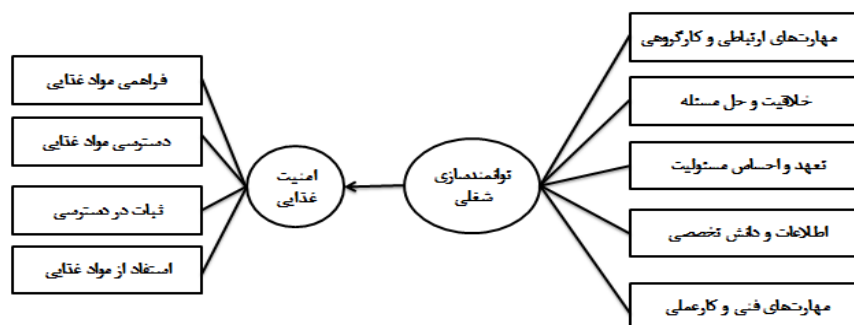 مهارت‌های ارتباطی و کارگروهی
خلاقیت و حل مسئله
تعهد و احساس مسئولیت
اطلاعات و دانش تخصصی
مهارت‌های فنی و کارعملی
توانمندسازی
شغلی
امنیت
غذایی
فراهمی مواد غذایی
دسترسی مواد غذایی
ثبات در دسترسی
استفاد از مواد غذایی